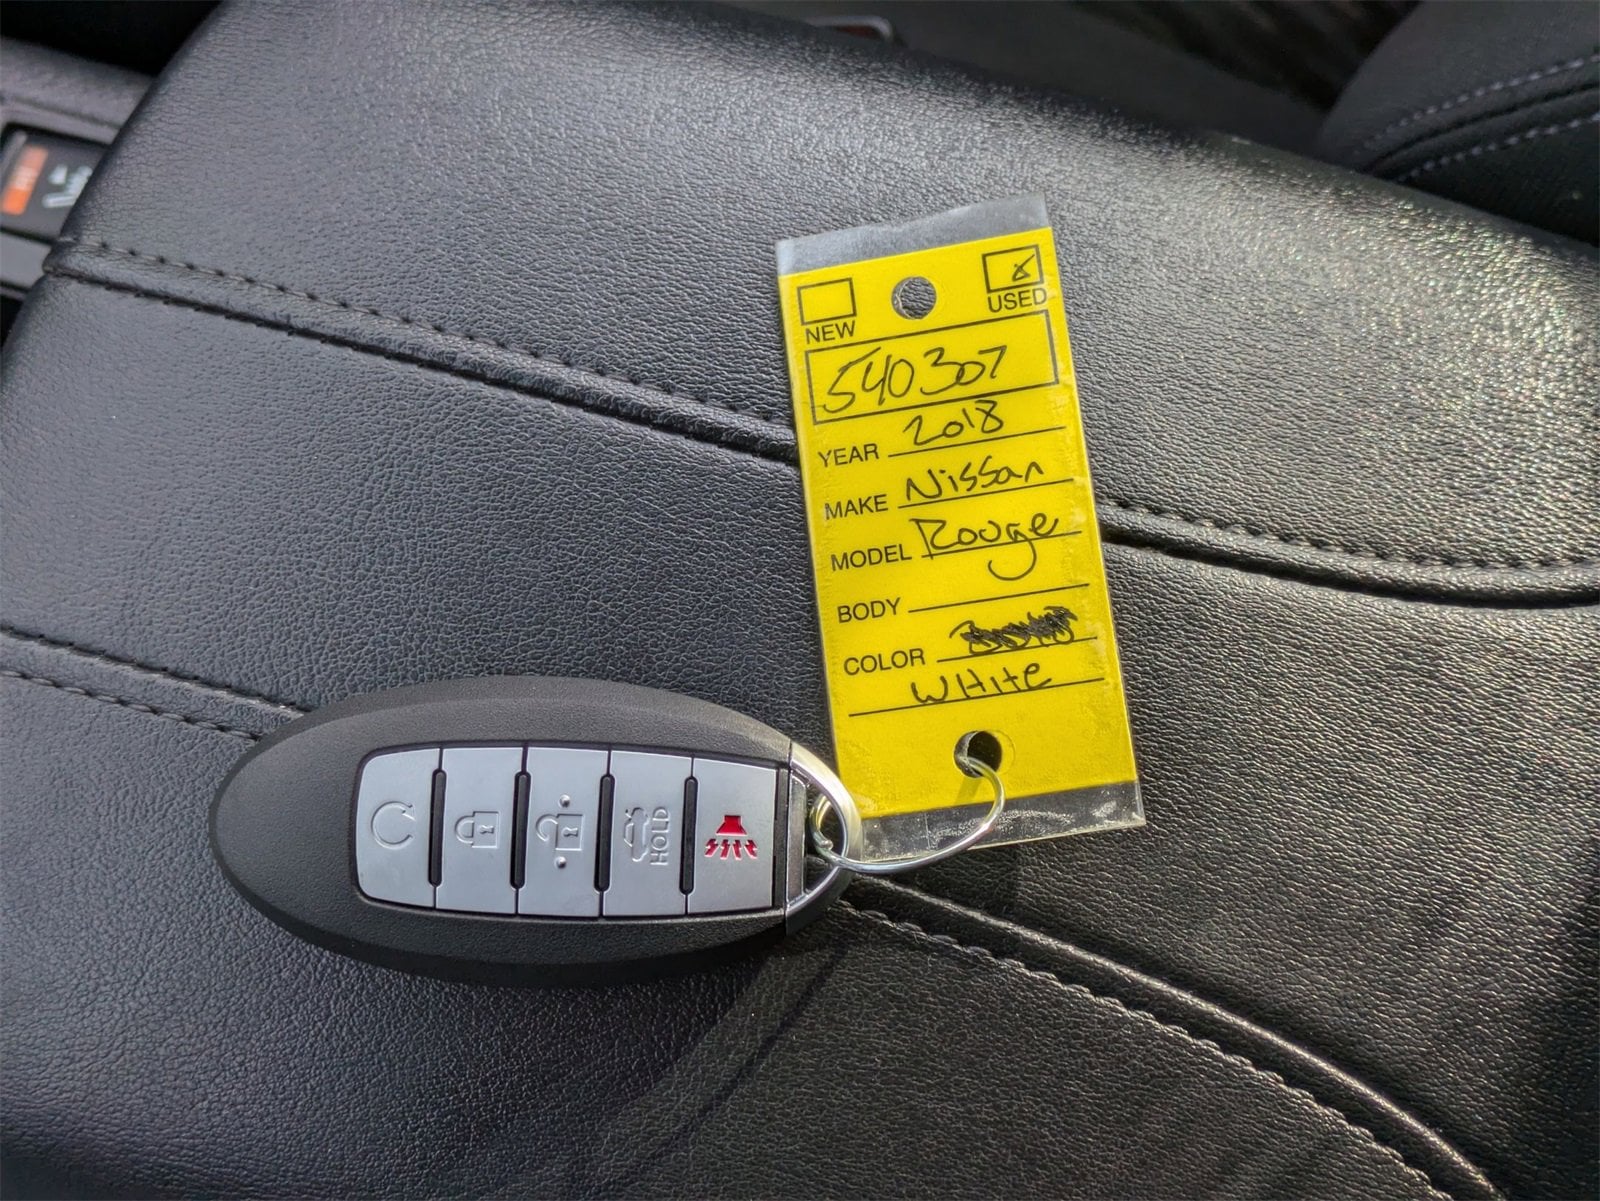 NEW
USED
540307
YEAR 2018
MAKE Nissan
MODEL Rouge
BODY
COLOR
WHite
HOLD